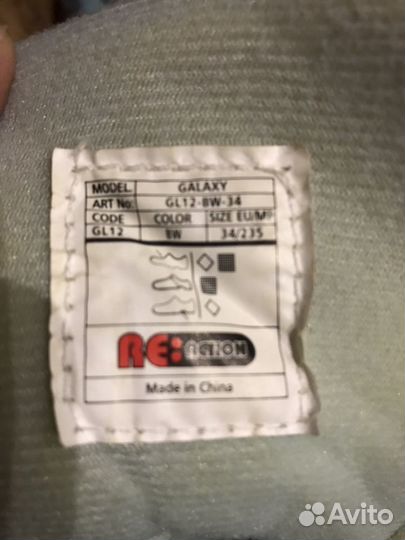 MODEL GALAXY
ART No: GL12-BW-34
CODE COLOR SIZE EU/M
GL12 BW 34/235
RE:ACTION
Made in China
Avito